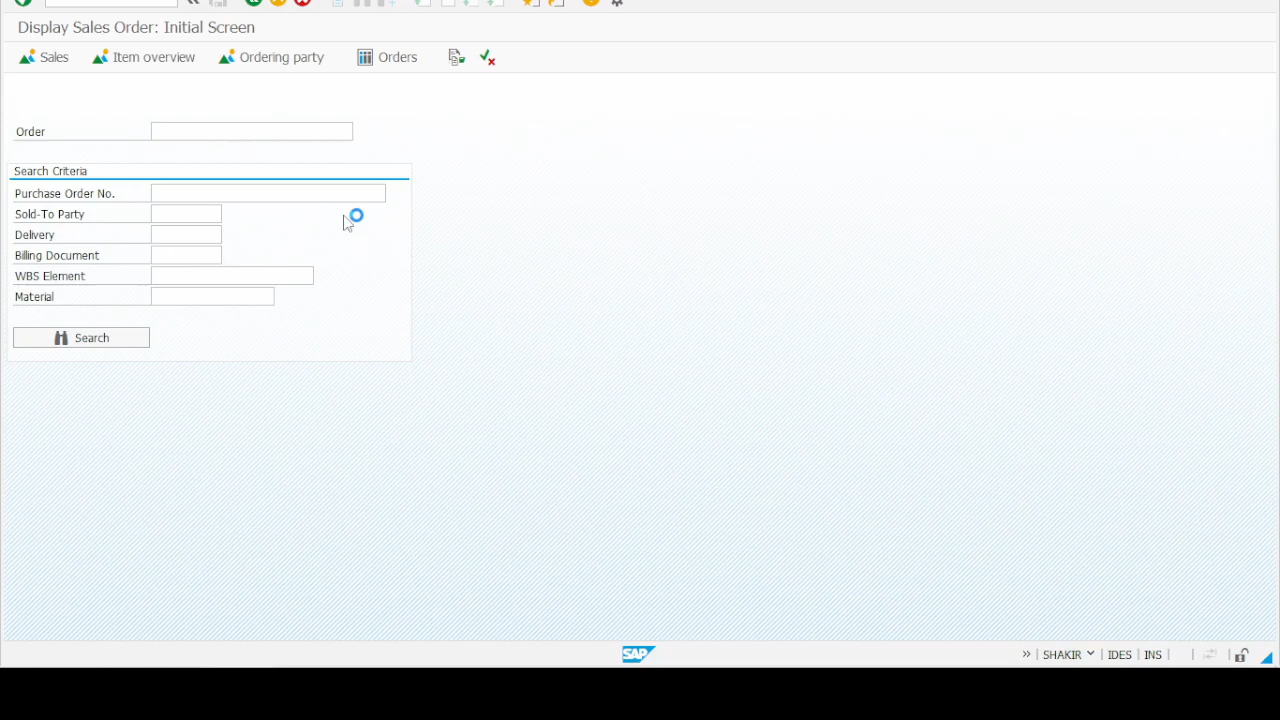 Display Sales Order: Initial Screen
Sales Item overview Ordering party Orders
Order
Search Criteria
Purchase Order No.
Sold-To Party
Delivery
Billing Document
WBS Element
Material
Search
SAP
SHAKIR IDES INS